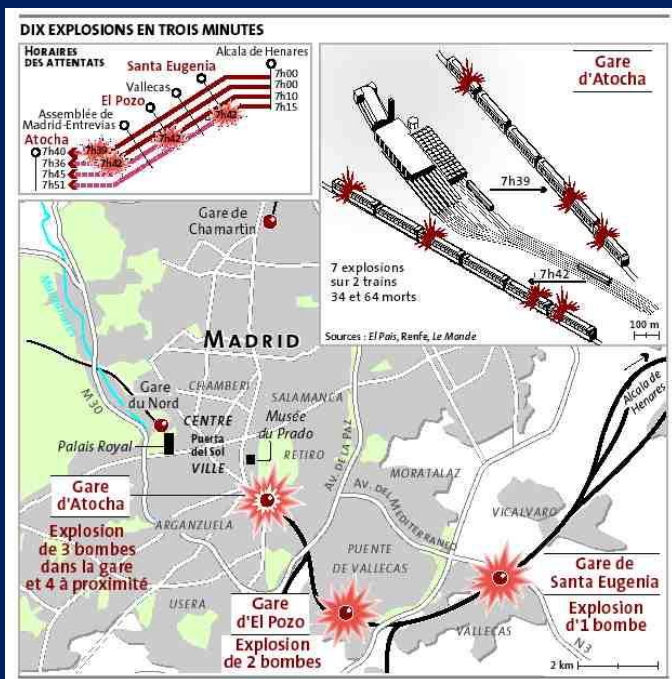 DIX EXPLOSIONS EN TROIS MINUTES
HORAIRES
DES ATTENTATS
Alcala de Henares
Santa Eugenia
Vallecas
El Pozo
Assemblée de
Madrid-Entrevias
Atocha
7h00
7h00
7h10
7h15
7h40
7h36
7h45
7h51
7h39
7h42
7h42
7h42
Gare
d'Atocha
7h39
7h42
7 explosions
sur 2 trains
34 et 64 morts
100 m
Sources : El Pais, Renfe, Le Monde
Gare de
Chamartin
MADRID
M 30
Gare
du Nord
CHAMBERI
SALAMANCA
CENTRE
Musée
du Prado
Palais Royal
Puerta
del Sol
VILLE
RETIRO
AV. DE LA PAZ
MORATALAZ
Alcala de
Henares
Gare
d'Atocha
AV. DEL MEDITERRANEO
VICALVARO
Explosion
de 3 bombes
dans la gare
et 4 à proximité
ARGANZUELA
PUENTE
DE VALLECAS
Gare de
Santa Eugenia
USERA
Gare
d'El Pozo
Explosion
d'1 bombe
Explosion
de 2 bombes
VALLECAS
N3
2 km